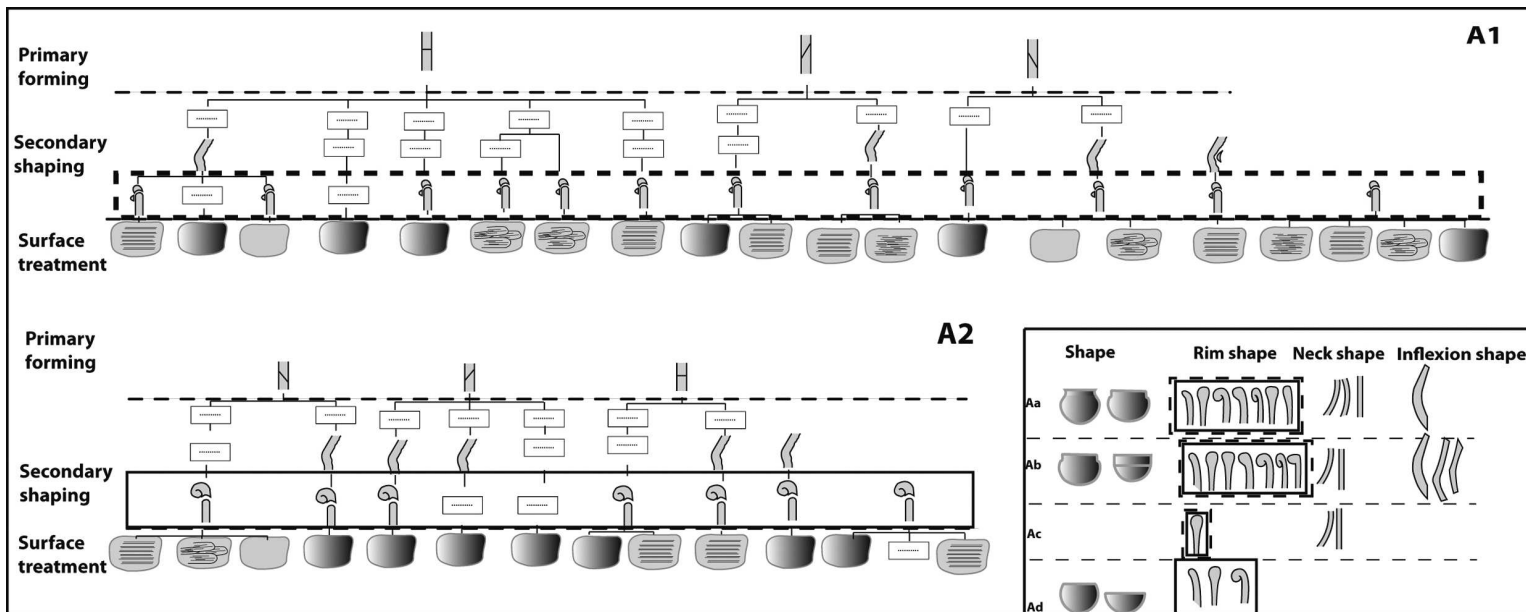 A1
Primary
forming
Secondary
shaping
Surface
treatment
A2
Primary
forming
Secondary
shaping
Surface
treatment
Shape Rim shape Neck shape Inflexion shape
Aa
Ab
Ac
Ad